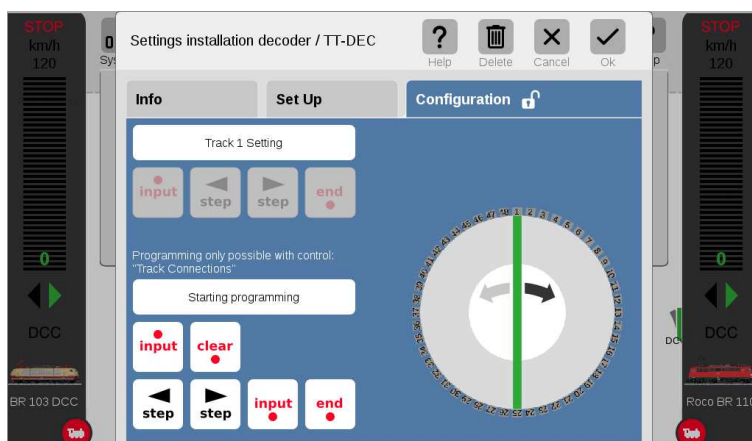 STOP
km/h
120
0
DCC
BR 103 DCC
Settings installation decoder / TT-DEC
Help
Delete
Cancel
Ok
Info
Set Up
Configuration
Track 1 Setting
input
step
step
end
Programming only possible with control:
"Track Connections"
Starting programming
input
clear
step
step
input
end
STOP
km/h
120
0
DCC
Roco BR 110